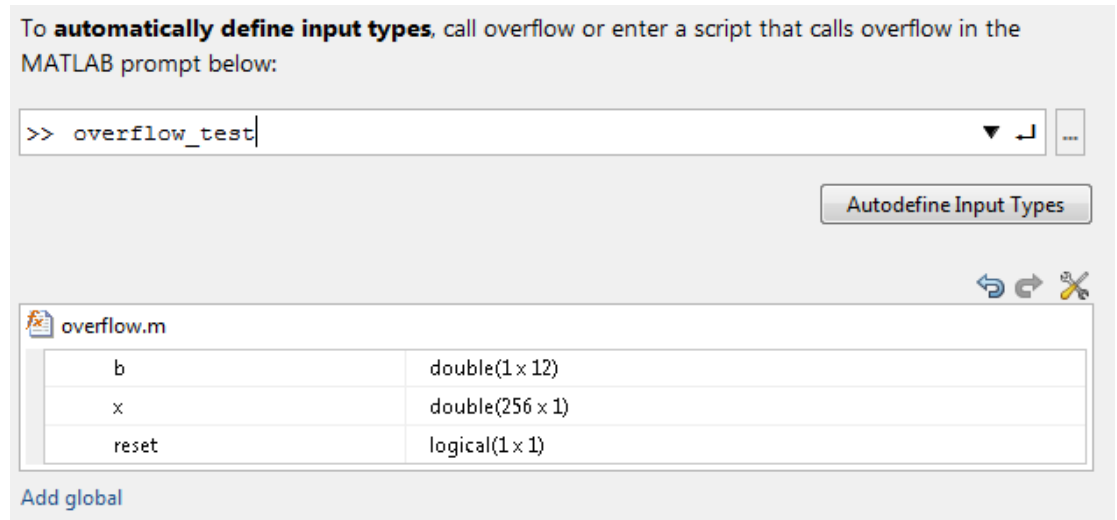 To automatically define input types, call overflow or enter a script that calls overflow in the
MATLAB prompt below:
>> overflow_test
...
Autodefine Input Types
overflow.m
b double(1 x 12)
x double(256 x 1)
reset logical(1 x 1)
Add global